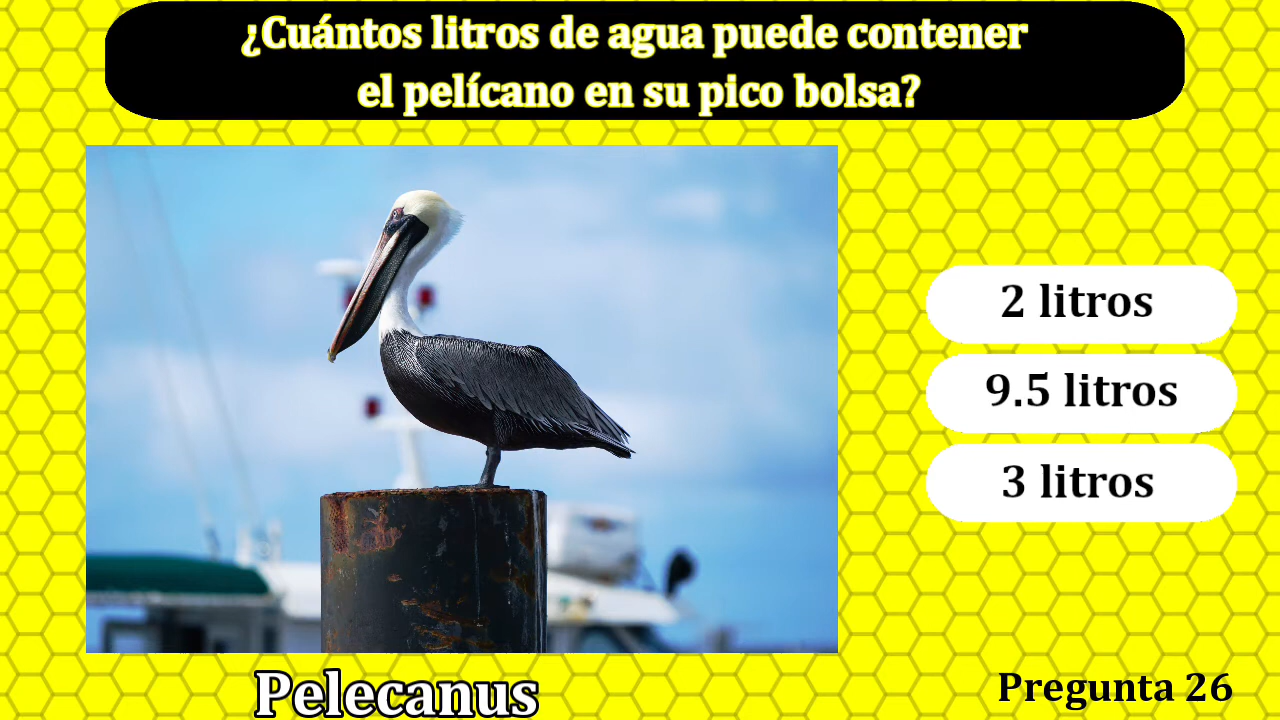 ¿Cuántos litros de agua puede contener
el pelícano en su pico bolsa?
2 litros
9.5 litros
3 litros
Pelecanus
Pregunta 26